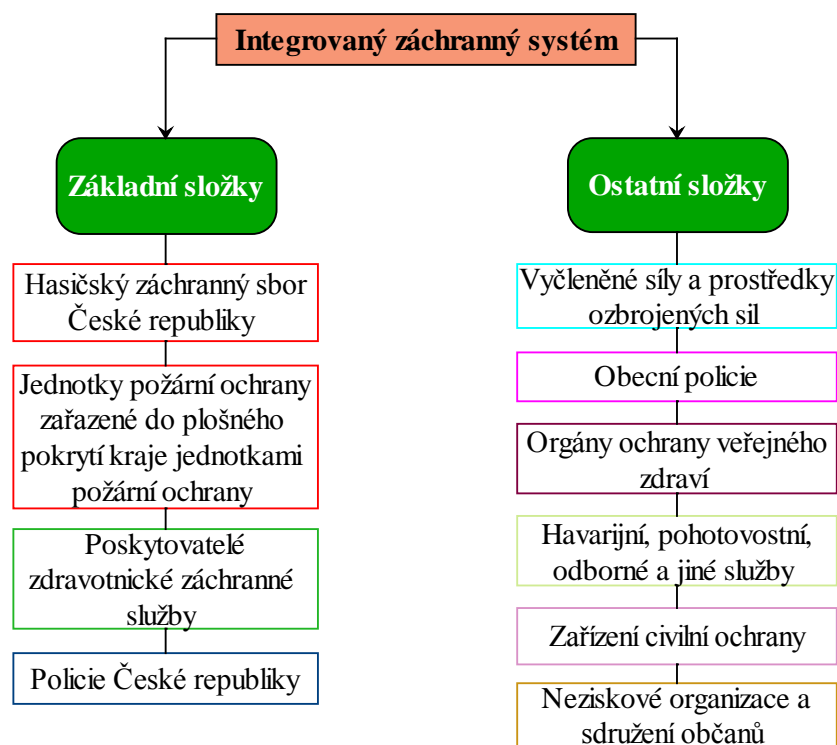 Integrovaný záchranný systém
Základní složky
Hasičský záchranný sbor
České republiky
Jednotky požární ochrany
zařazené do plošného
pokrytí kraje jednotkami
požární ochrany
Poskytovatelé
zdravotnické záchranné
služby
Policie České republiky
Ostatní složky
Vyčleněné síly a prostředky
ozbrojených sil
Obecní policie
Orgány ochrany veřejného
zdraví
Havarijní, pohotovostní,
odborné a jiné služby
Zařízení civilní ochrany
Neziskové organizace a
sdružení občanů